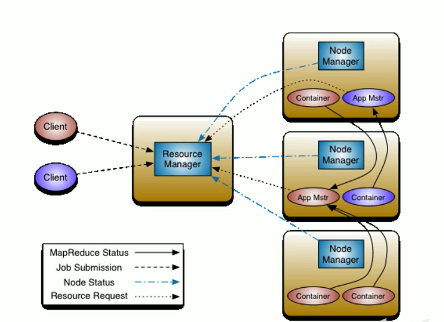 Node
Manager
Container
App Mstr
Client
Resource
Manager
Client
Node
Manager
App Mstr
Container
Node
Manager
Container
Container
MapReduce Status
Job Submission
Node Status
Resource Request